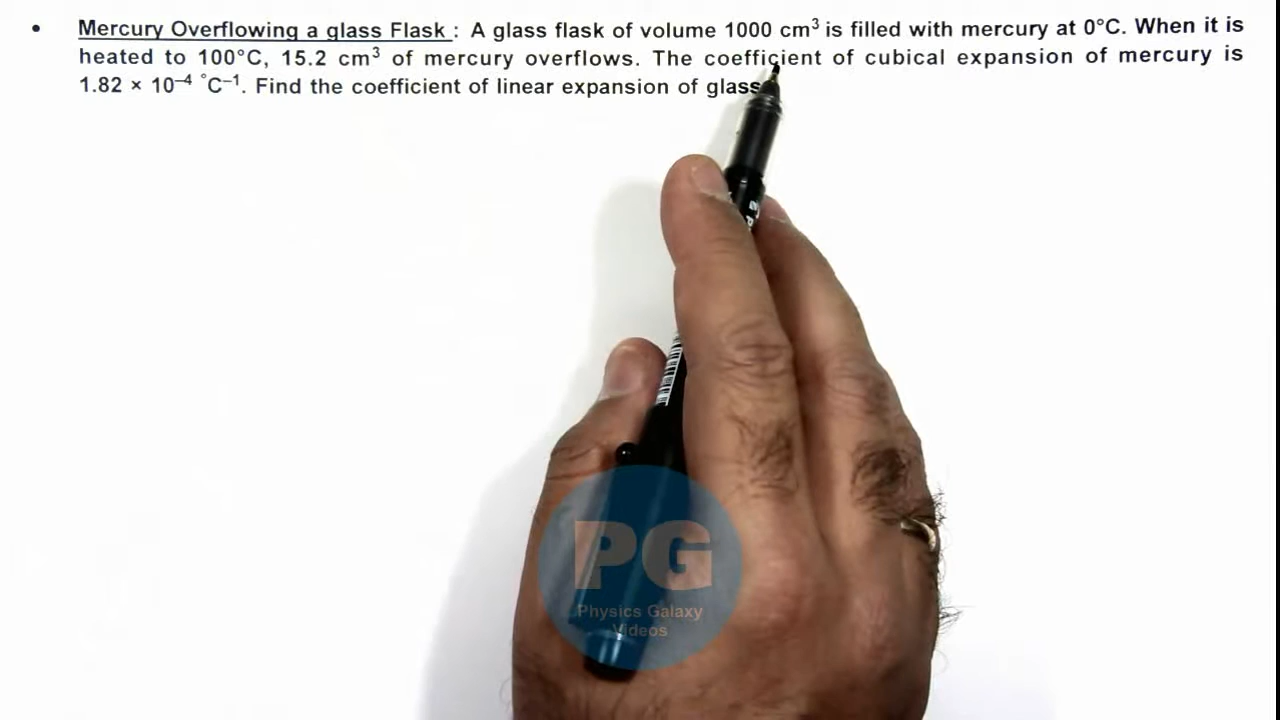 • Mercury Overflowing a glass Flask : A glass flask of volume 1000 cm³ is filled with mercury at 0°C. When it is
heated to 100°C, 15.2 cm³ of mercury overflows. The coefficient of cubical expansion of mercury is
1.82 × 10⁻⁴ °C⁻¹. Find the coefficient of linear expansion of glass
PG
Physics Galaxy
Videos